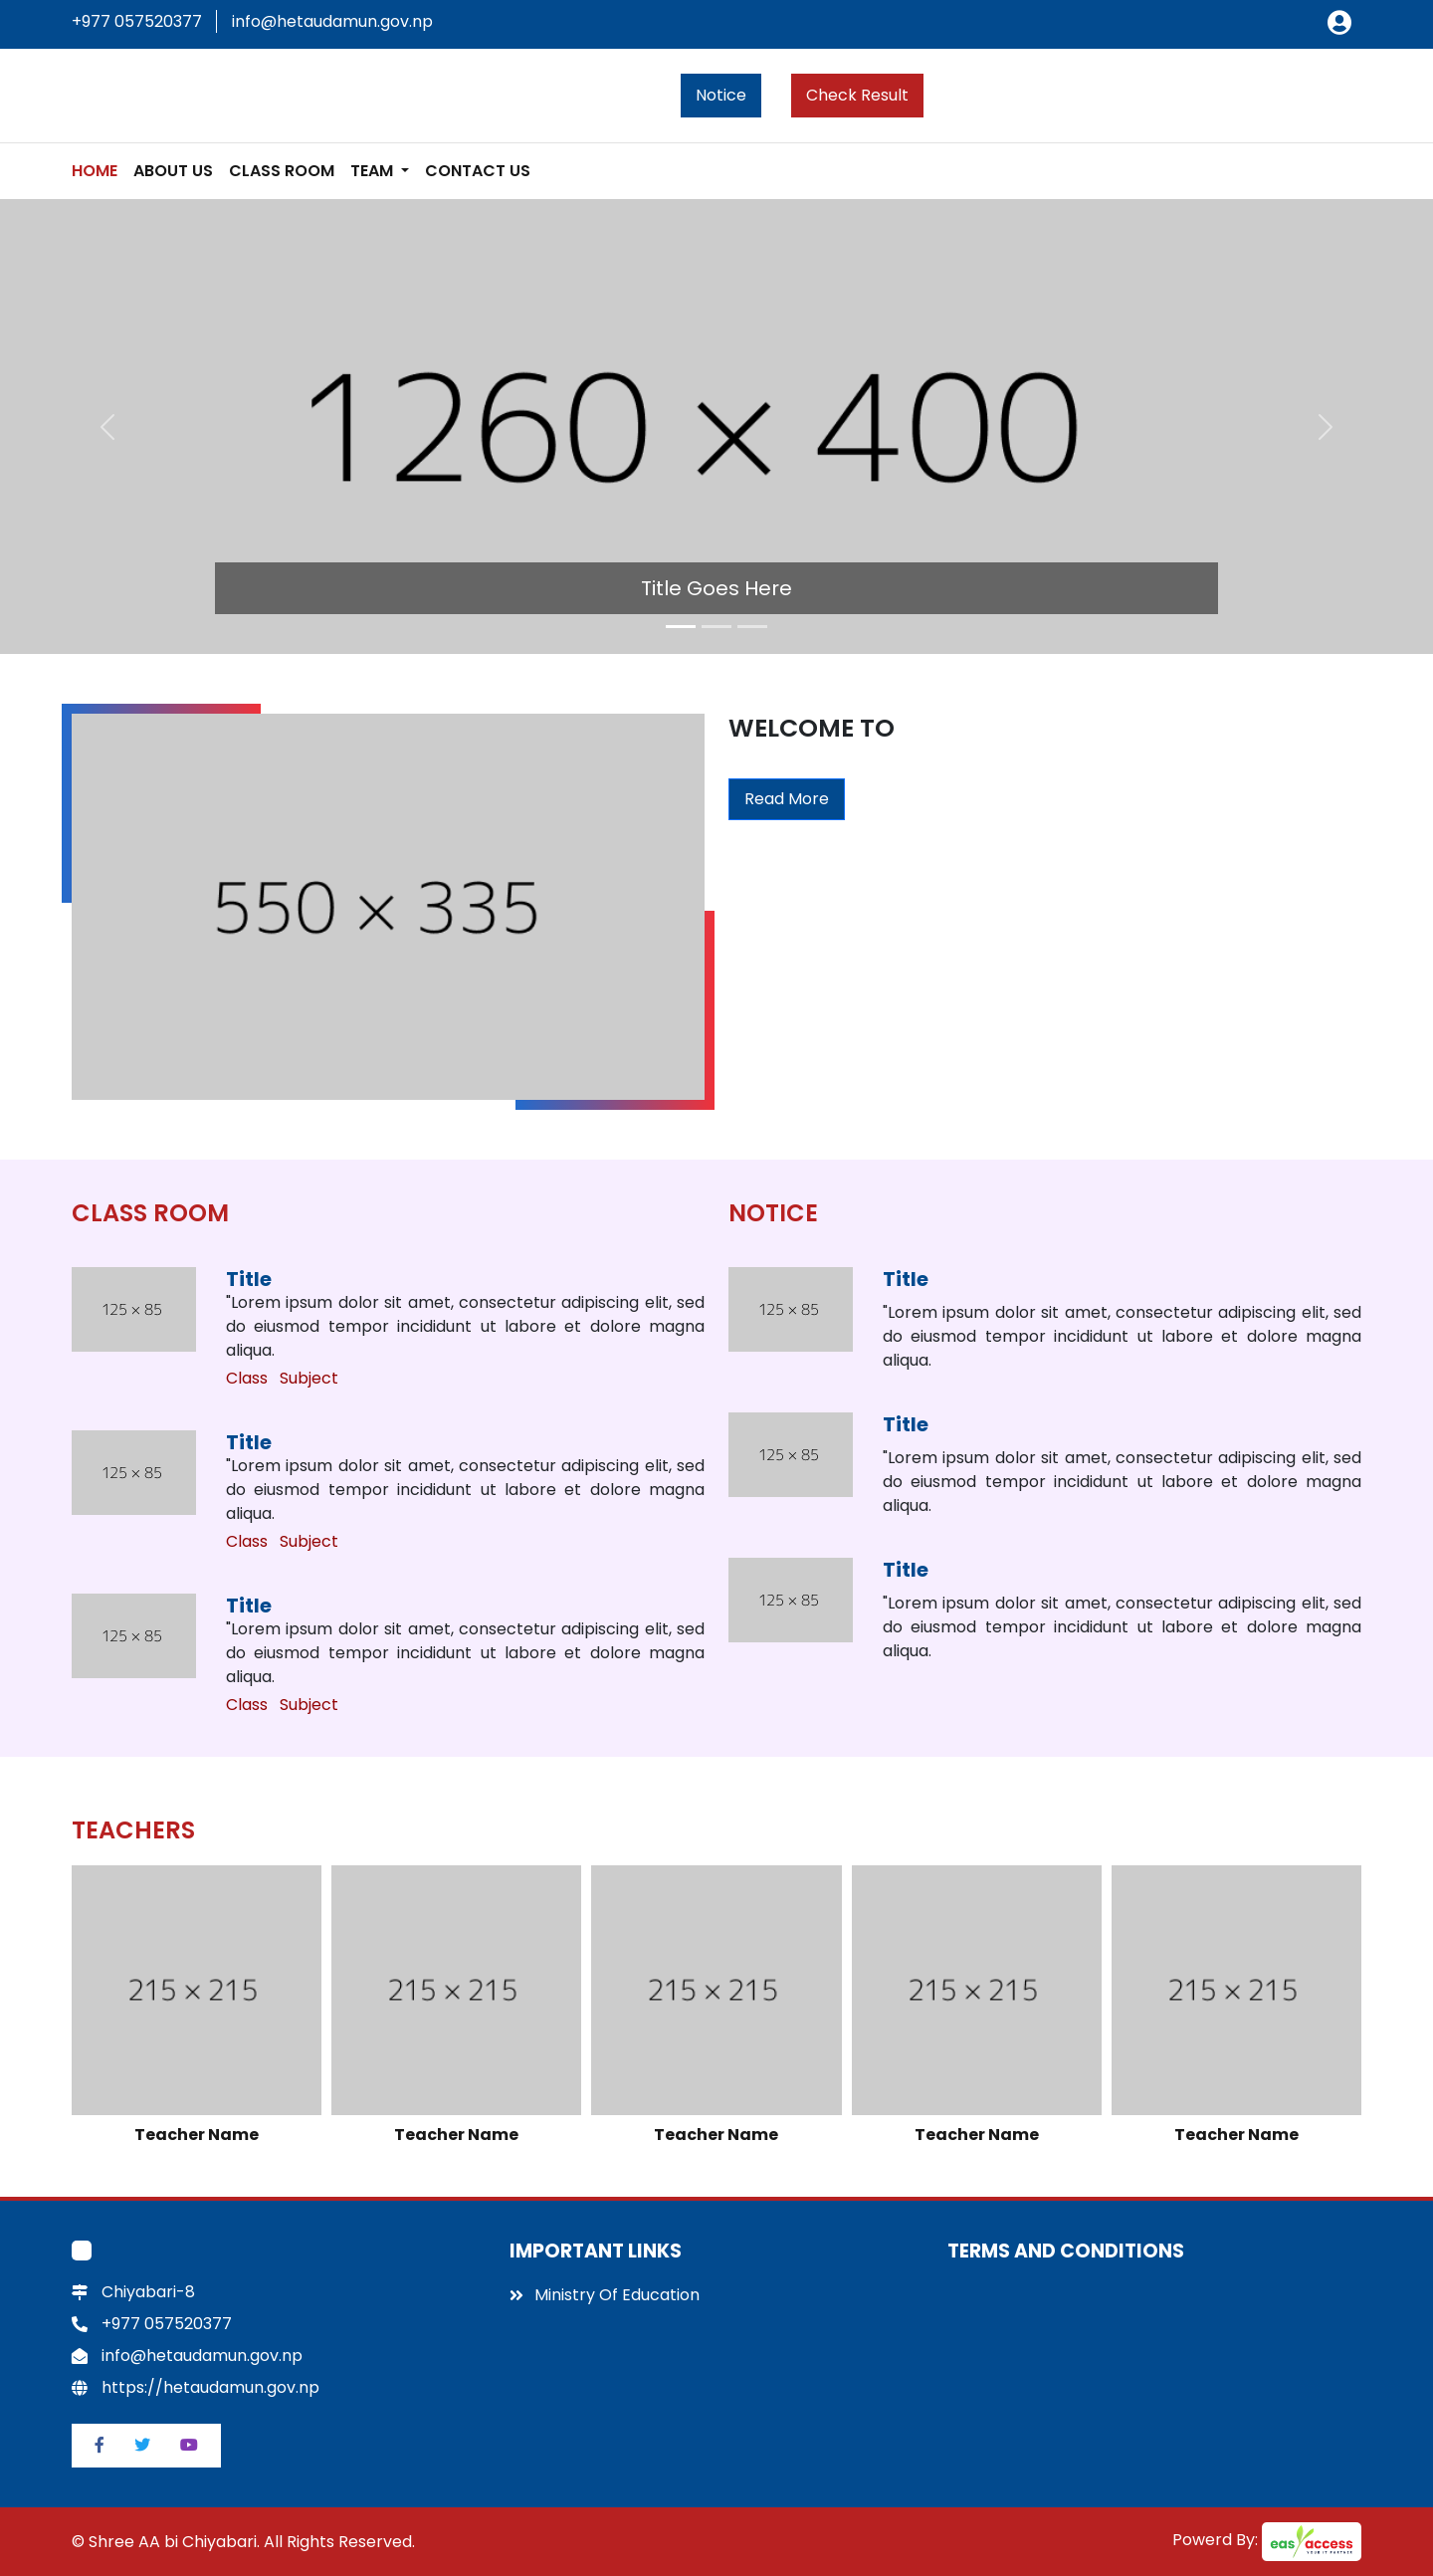 +977 057520377 info@hetaudamun.gov.np
Notice Check Result
HOME ABOUT US CLASS ROOM TEAM CONTACT US
1260 × 400
Title Goes Here
550 × 335
WELCOME TO
Read More
CLASS ROOM
125 × 85
Title
"Lorem ipsum dolor sit amet, consectetur adipiscing elit, sed
do eiusmod tempor incididunt ut labore et dolore magna
aliqua.
Class Subject
125 × 85
Title
"Lorem ipsum dolor sit amet, consectetur adipiscing elit, sed
do eiusmod tempor incididunt ut labore et dolore magna
aliqua.
Class Subject
125 × 85
Title
"Lorem ipsum dolor sit amet, consectetur adipiscing elit, sed
do eiusmod tempor incididunt ut labore et dolore magna
aliqua.
Class Subject
NOTICE
125 × 85
Title
"Lorem ipsum dolor sit amet, consectetur adipiscing elit, sed
do eiusmod tempor incididunt ut labore et dolore magna
aliqua.
125 × 85
Title
"Lorem ipsum dolor sit amet, consectetur adipiscing elit, sed
do eiusmod tempor incididunt ut labore et dolore magna
aliqua.
125 × 85
Title
"Lorem ipsum dolor sit amet, consectetur adipiscing elit, sed
do eiusmod tempor incididunt ut labore et dolore magna
aliqua.
TEACHERS
215 × 215 215 × 215 215 × 215 215 × 215 215 × 215
Teacher Name Teacher Name Teacher Name Teacher Name Teacher Name
Chiyabari-8
+977 057520377
info@hetaudamun.gov.np
https://hetaudamun.gov.np
IMPORTANT LINKS
Ministry Of Education
TERMS AND CONDITIONS
© Shree AA bi Chiyabari. All Rights Reserved.
Powerd By: easyaccess
YOUR IT PARTNER